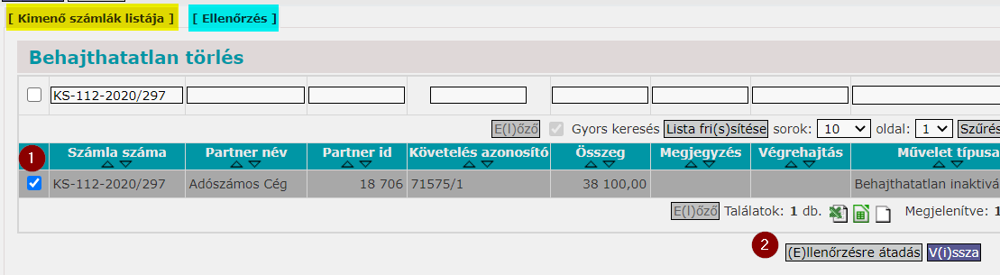 [ Kimenő számlák listája ] [ Ellenőrzés ]
Behajthatatlan törlés
KS-112-2020/297
E(l)őző Gyors keresés Lista fri(s)sítése sorok: 10 oldal: 1 Szűrés
Számla száma Partner név Partner id Követelés azonosító Összeg Megjegyzés Végrehajtás Művelet típusa
1
KS-112-2020/297 Adószámos Cég 18 706 71575/1 38 100,00 Behajthatatlan inaktivá
E(l)őző Találatok: 1 db. Megjelenítve: 1
2 (E)llenőrzésre átadás V(i)ssza